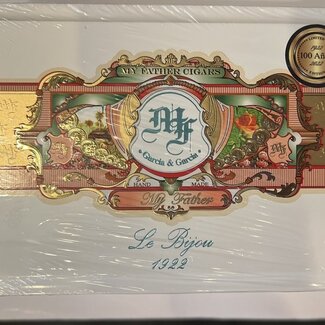 MY FATHER CIGARS
100 Añ
MF
• Garcia & Garcia •
HAND MADE
My Father
Le Bijou
1922